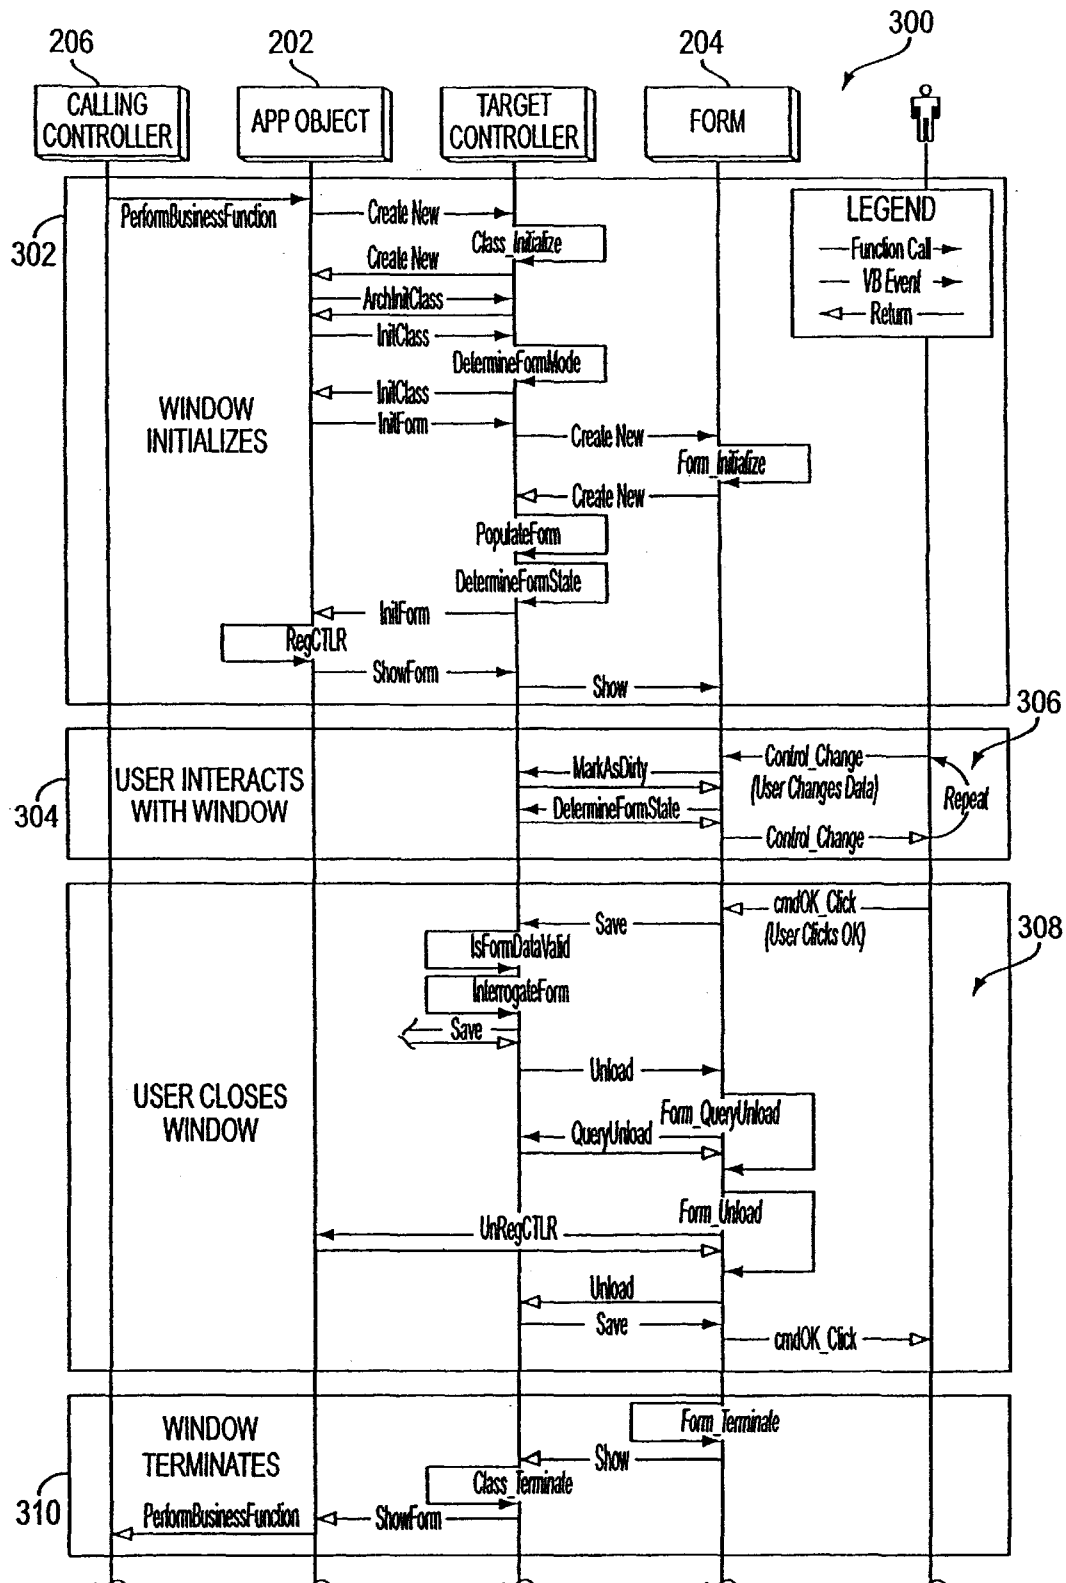 300
206
202
204
CALLING
CONTROLLER
APP OBJECT
TARGET
CONTROLLER
FORM
302
LEGEND
Function Call
VB Event
Return
PerformBusinessFunction
Create New
Class_Initialize
Create New
ArchInitClass
InitClass
DetermineFormMode
InitClass
WINDOW
INITIALIZES
InitForm
Create New
Form_Initialize
Create New
PopulateForm
DetermineFormState
InitForm
RegCTLR
ShowForm
Show
306
304
USER INTERACTS
WITH WINDOW
Control_Change
(User Changes Data)
MarkAsDirty
Repeat
DetermineFormState
Control_Change
308
cmdOK_Click
(User Clicks OK)
Save
IsFormDataValid
InterrogateForm
Save
Unload
USER CLOSES
WINDOW
Form_QueryUnload
QueryUnload
Form_Unload
UnRegCTLR
Unload
Save
cmdOK_Click
310
WINDOW
TERMINATES
Form_Terminate
Show
Class_Terminate
ShowForm
PerformBusinessFunction